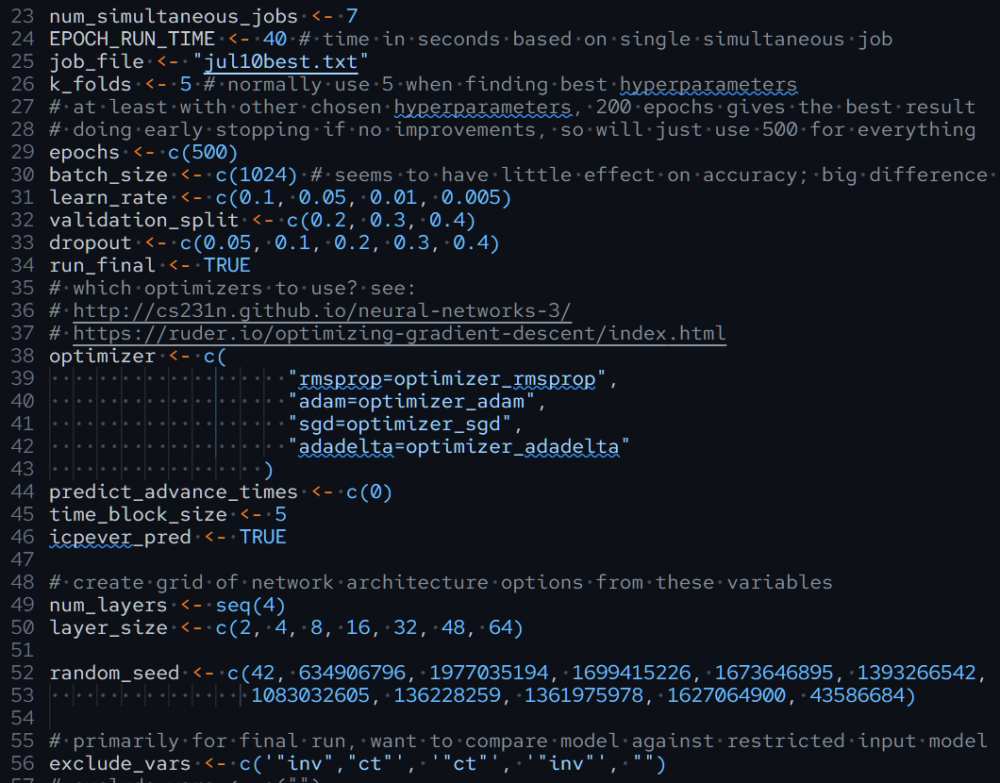 23 num_simultaneous_jobs <- 7
24 EPOCH_RUN_TIME <- 40 # time in seconds based on single simultaneous job
25 job_file <- "jul10best.txt"
26 k_folds <- 5 # normally use 5 when finding best hyperparameters
27 # at least with other chosen hyperparameters, 200 epochs gives the best result
28 # doing early stopping if no improvements, so will just use 500 for everything
29 epochs <- c(500)
30 batch_size <- c(1024) # seems to have little effect on accuracy; big difference
31 learn_rate <- c(0.1, 0.05, 0.01, 0.005)
32 validation_split <- c(0.2, 0.3, 0.4)
33 dropout <- c(0.05, 0.1, 0.2, 0.3, 0.4)
34 run_final <- TRUE
35 # which optimizers to use? see:
36 # http://cs231n.github.io/neural-networks-3/
37 # https://ruder.io/optimizing-gradient-descent/index.html
38 optimizer <- c(
39 "rmsprop=optimizer_rmsprop",
40 "adam=optimizer_adam",
41 "sgd=optimizer_sgd",
42 "adadelta=optimizer_adadelta"
43 )
44 predict_advance_times <- c(0)
45 time_block_size <- 5
46 icpever_pred <- TRUE
47
48 # create grid of network architecture options from these variables
49 num_layers <- seq(4)
50 layer_size <- c(2, 4, 8, 16, 32, 48, 64)
51
52 random_seed <- c(42, 634906796, 1977035194, 1699415226, 1673646895, 1393266542,
53 1083032605, 136228259, 1361975978, 1627064900, 43586684)
54
55 # primarily for final run, want to compare model against restricted input model
56 exclude_vars <- c('"inv","ct"', '"ct"', '"inv"', "")